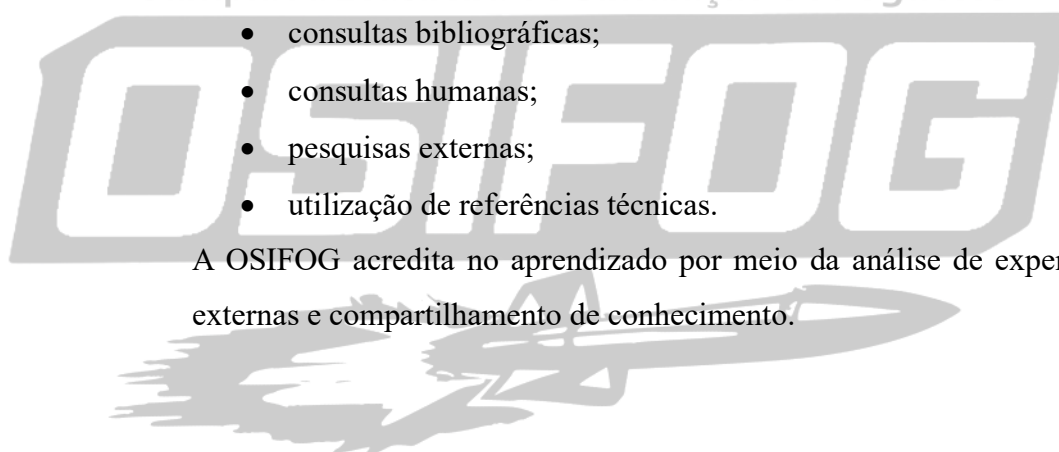 • consultas bibliográficas;
• consultas humanas;
• pesquisas externas;
• utilização de referências técnicas.
OSIFOG
A OSIFOG acredita no aprendizado por meio da análise de
externas e compartilhamento de conhecimento.